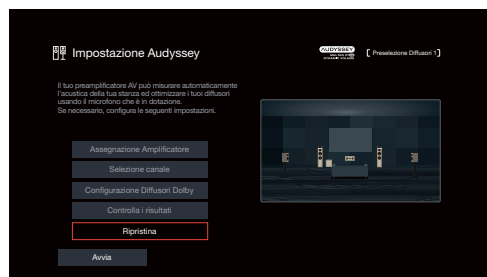 Impostazione Audyssey
AUDYSSEY
[ Preselezione Diffusori 1 ]
Il tuo preamplificatore AV può misurare automaticamente
l'acustica della tua stanza ed ottimizzare i tuoi diffusori
usando il microfono che è in dotazione.
Se necessario, configura le seguenti impostazioni.
Assegnazione Amplificatore
Selezione canale
Configurazione Diffusori Dolby
Controlla i risultati
Ripristina
Avvia